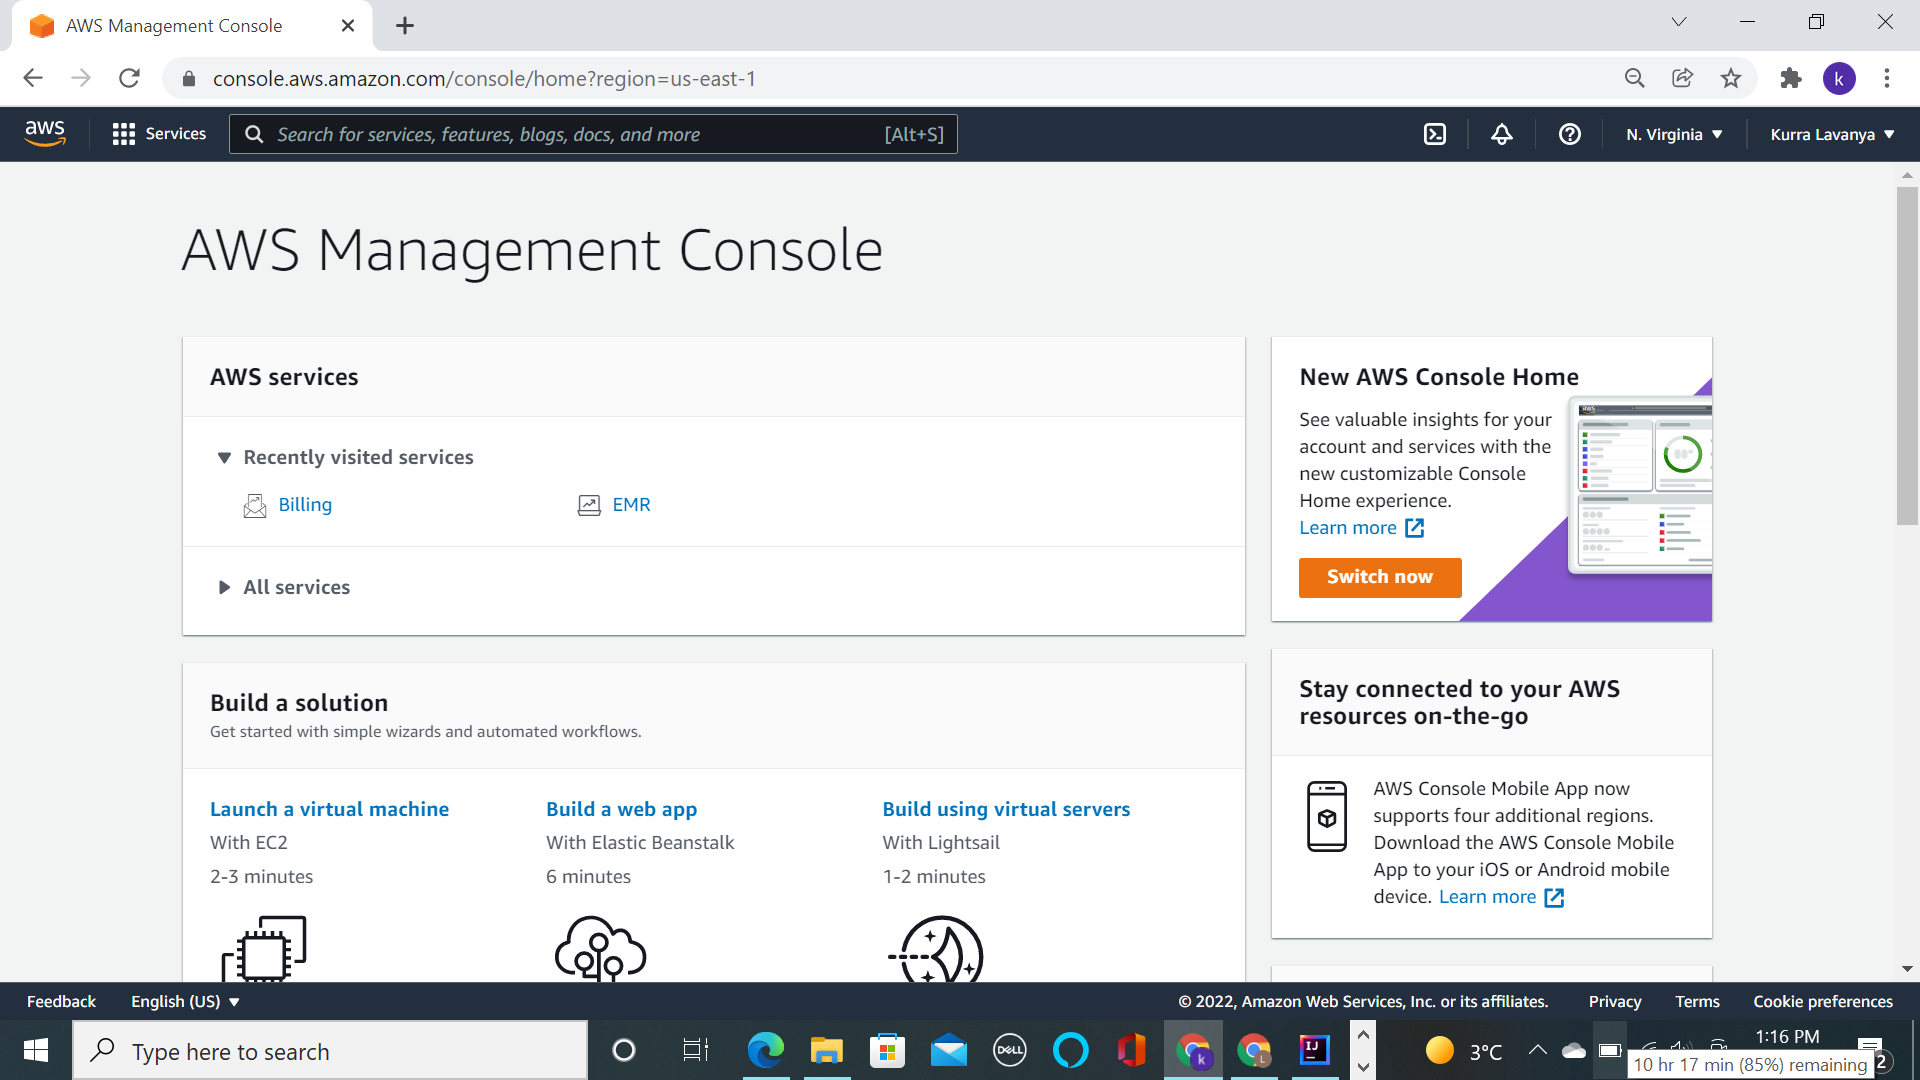 AWS Management Console
console.aws.amazon.com/console/home?region=us-east-1
k
aws
Services
Search for services, features, blogs, docs, and more [Alt+S]
N. Virginia ▼
Kurra Lavanya ▼
AWS Management Console
AWS services
Recently visited services
Billing
EMR
All services
Build a solution
Get started with simple wizards and automated workflows.
Launch a virtual machine
With EC2
2-3 minutes
Build a web app
With Elastic Beanstalk
6 minutes
Build using virtual servers
With Lightsail
1-2 minutes
New AWS Console Home
See valuable insights for your
account and services with the
new customizable Console
Home experience.
Learn more
Switch now
aws
Stay connected to your AWS
resources on-the-go
AWS Console Mobile App now
supports four additional regions.
Download the AWS Console Mobile
App to your iOS or Android mobile
device. Learn more
Feedback
English (US) ▼
© 2022, Amazon Web Services, Inc. or its affiliates.
Privacy
Terms
Cookie preferences
Type here to search
DELL
k
L
IJ
3°C
1:16 PM
10 hr 17 min (85%) remaining
2